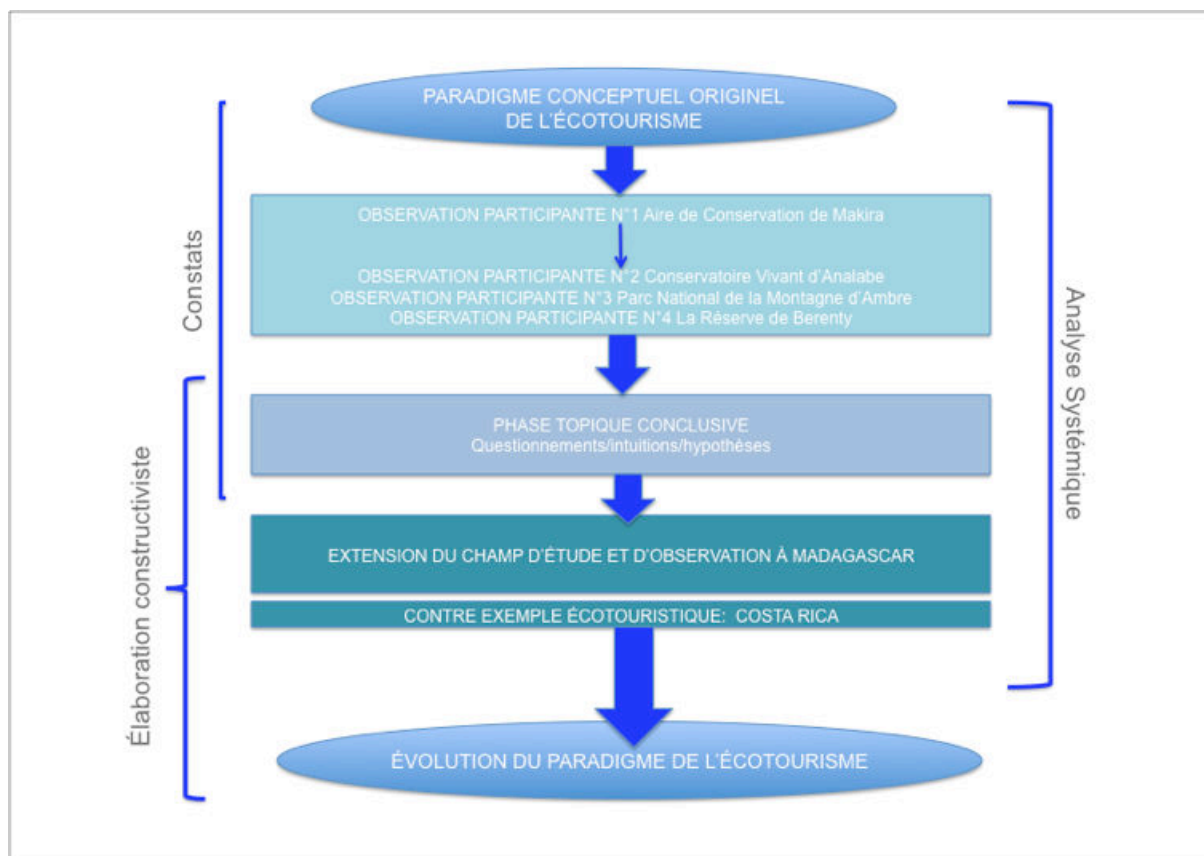 PARADIGME CONCEPTUEL ORIGINEL
DE L'ÉCOTOURISME
Constats
OBSERVATION PARTICIPANTE N°1 Aire de Conservation de Makira
OBSERVATION PARTICIPANTE N°2 Conservatoire Vivant d'Analabe
OBSERVATION PARTICIPANTE N°3 Parc National de la Montagne d'Ambre
OBSERVATION PARTICIPANTE N°4 La Réserve de Berenty
Analyse Systémique
PHASE TOPIQUE CONCLUSIVE
Questionnements/intuitions/hypothèses
Élaboration constructiviste
EXTENSION DU CHAMP D'ÉTUDE ET D'OBSERVATION À MADAGASCAR
CONTRE EXEMPLE ÉCOTOURISTIQUE: COSTA RICA
ÉVOLUTION DU PARADIGME DE L'ÉCOTOURISME